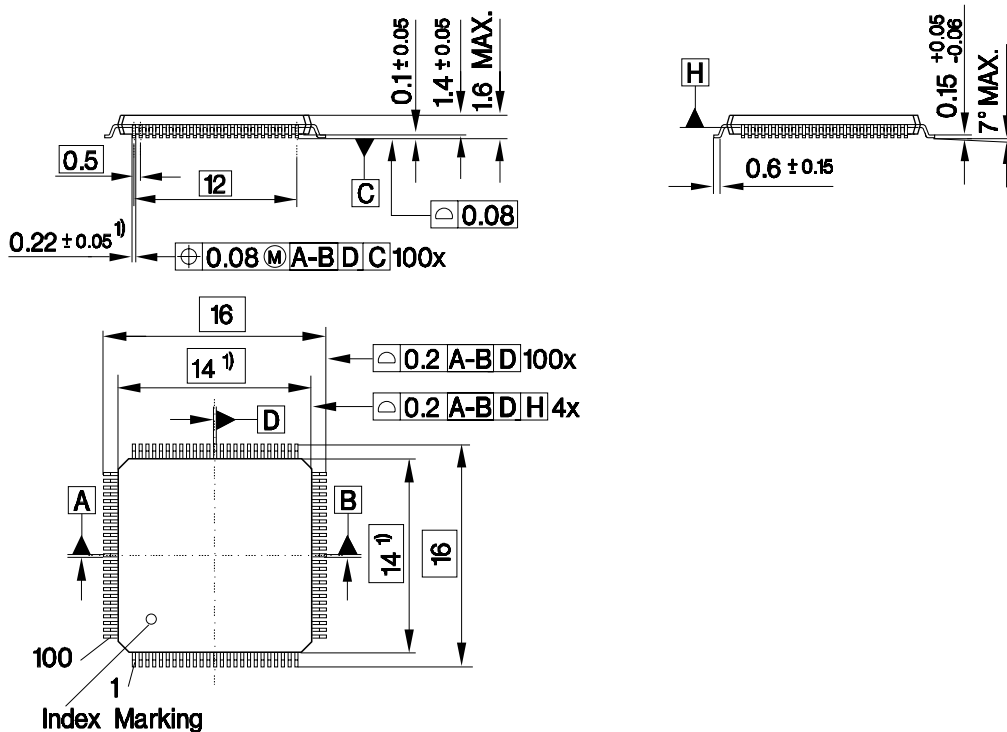 0.1 ± 0.05
1.4 ± 0.05
1.6 MAX.
H
0.15 +0.05 -0.06
7° MAX.
0.5
12
C
0.6 ± 0.15
⌓ 0.08
0.22 ± 0.05 1)
⌖ 0.08 Ⓜ A-B D C 100x
16
14 1)
⌓ 0.2 A-B D 100x
⌓ 0.2 A-B D H 4x
D
A
B
14 1)
16
100
1
Index Marking